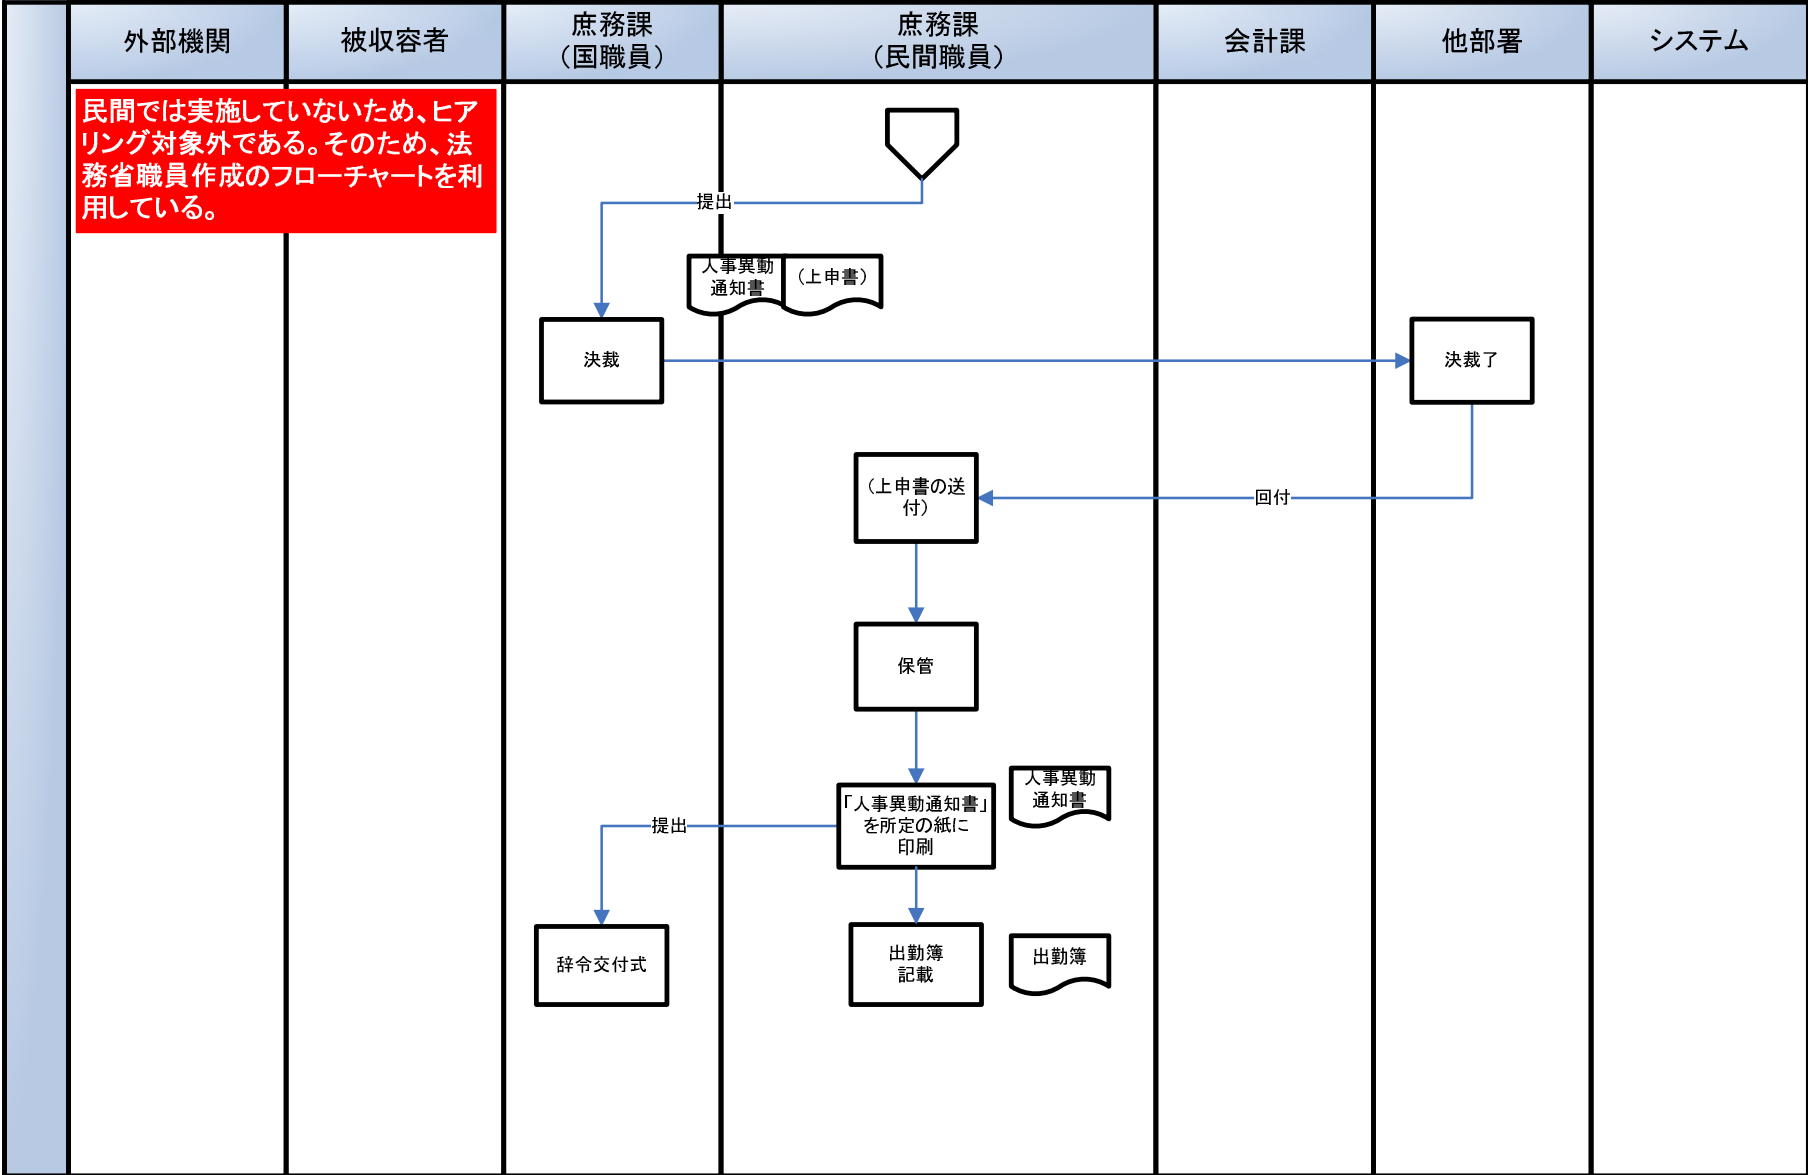 外部機関
被収容者
庶務課
（国職員）
庶務課
（民間職員）
会計課
他部署
システム
民間では実施していないため、ヒア
リング対象外である。そのため、法
務省職員作成のフローチャートを利
用している。
提出
人事異動
通知書
（上申書）
決裁
決裁了
（上申書の送
付）
回付
保管
人事異動
通知書
「人事異動通知書」
を所定の紙に
印刷
提出
辞令交付式
出勤簿
記載
出勤簿